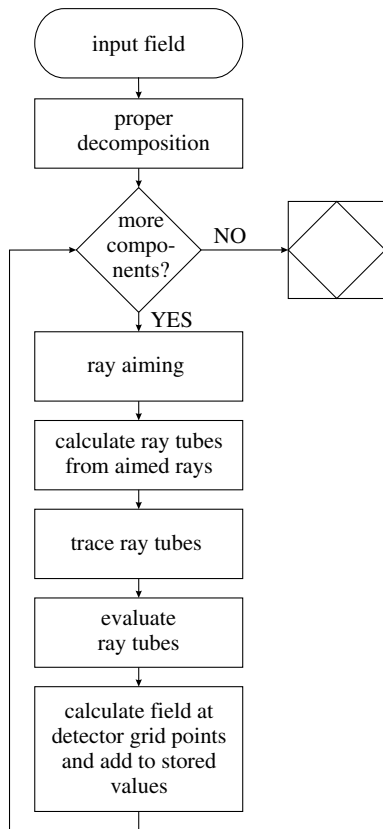 input field
proper
decomposition
more
compo-
nents?
NO
YES
ray aiming
calculate ray tubes
from aimed rays
trace ray tubes
evaluate
ray tubes
calculate field at
detector grid points
and add to stored
values